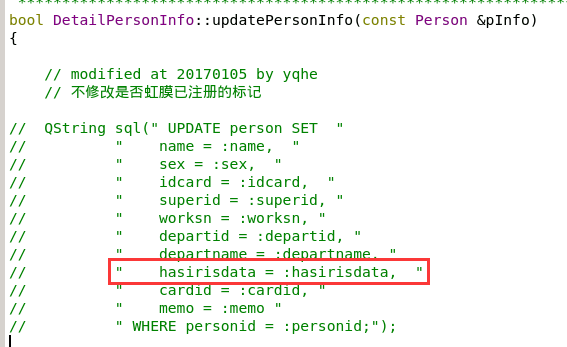 ************************************************************
bool DetailPersonInfo::updatePersonInfo(const Person &pInfo)
{
// modified at 20170105 by yqhe
// 不修改是否虹膜已注册的标记
// QString sql(" UPDATE person SET "
// " name = :name, "
// " sex = :sex, "
// " idcard = :idcard, "
// " superid = :superid, "
// " worksn = :worksn, "
// " departid = :departid, "
// " departname = :departname, "
// " hasirisdata = :hasirisdata, "
// " cardid = :cardid, "
// " memo = :memo "
// " WHERE personid = :personid;");